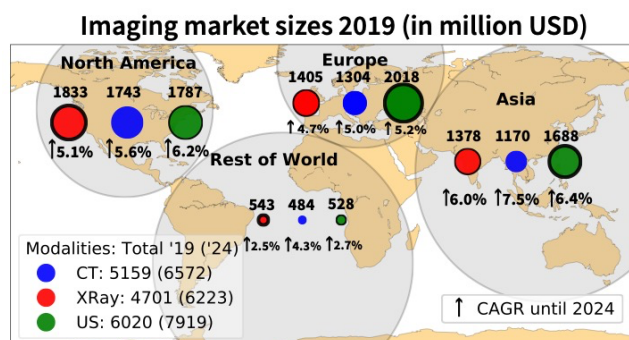 Imaging market sizes 2019 (in million USD)
North America
1833 1743 1787
↑5.1% ↑5.6% ↑6.2%
Europe
1405 1304 2018
↑4.7% ↑5.0% ↑5.2%
Asia
1378 1170 1688
↑6.0% ↑7.5% ↑6.4%
Rest of World
543 484 528
↑2.5% ↑4.3% ↑2.7%
Modalities: Total '19 ('24)
CT: 5159 (6572)
XRay: 4701 (6223)
US: 6020 (7919)
↑ CAGR until 2024